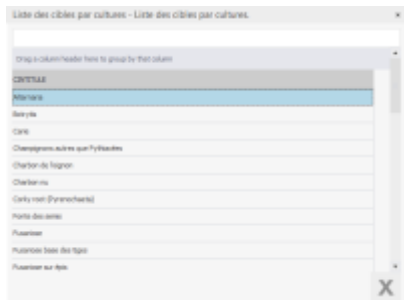 Liste des cibles par cultures - Liste des cibles par cultures.
Drag a column header here to group by that column
Alternaria
Botrytis
Carie
Champignons autres que Pythiacées
Charbon de l'oignon
Charbon nu
Corky root (Pyrenochaeta)
Fonte des semis
Fusariose
Fusariose base des tiges
Fusariose sur épis
X